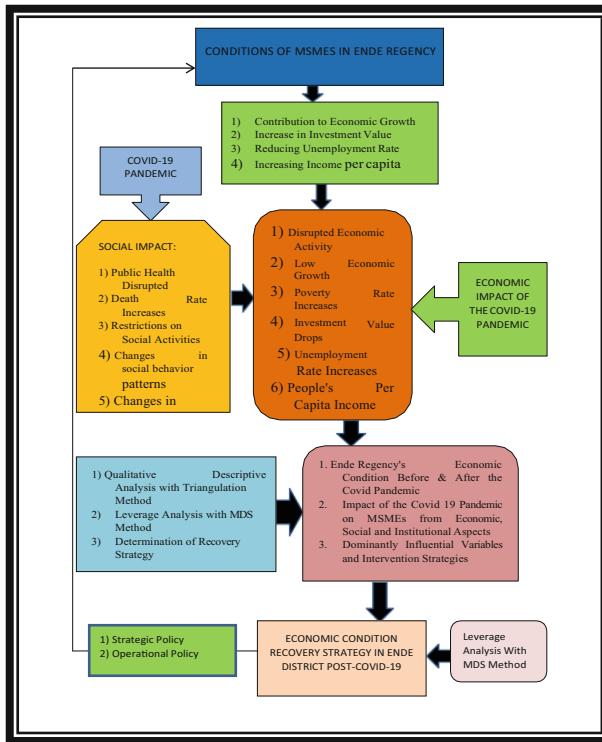 CONDITIONS OF MSMES IN ENDE REGENCY
1) Contribution to Economic Growth
2) Increase in Investment Value
3) Reducing Unemployment Rate
4) Increasing Income per capita
COVID-19
PANDEMIC
SOCIAL IMPACT:
1) Public Health
Disrupted
2) Death Rate
Increases
3) Restrictions on
Social Activities
4) Changes in
social behavior
patterns
5) Changes in
1) Disrupted Economic
Activity
2) Low Economic
Growth
3) Poverty Rate
Increases
4) Investment Value
Drops
5) Unemployment
Rate Increases
6) People's Per
Capita Income
ECONOMIC
IMPACT OF
THE COVID-19
PANDEMIC
1) Qualitative Descriptive
Analysis with Triangulation
Method
2) Leverage Analysis with MDS
Method
3) Determination of Recovery
Strategy
1. Ende Regency's Economic
Condition Before & After the
Covid Pandemic
2. Impact of the Covid 19 Pandemic
on MSMEs from Economic,
Social and Institutional Aspects
3. Dominantly Influential Variables
and Intervention Strategies
1) Strategic Policy
2) Operational Policy
ECONOMIC CONDITION
RECOVERY STRATEGY IN ENDE
DISTRICT POST-COVID-19
Leverage
Analysis With
MDS Method